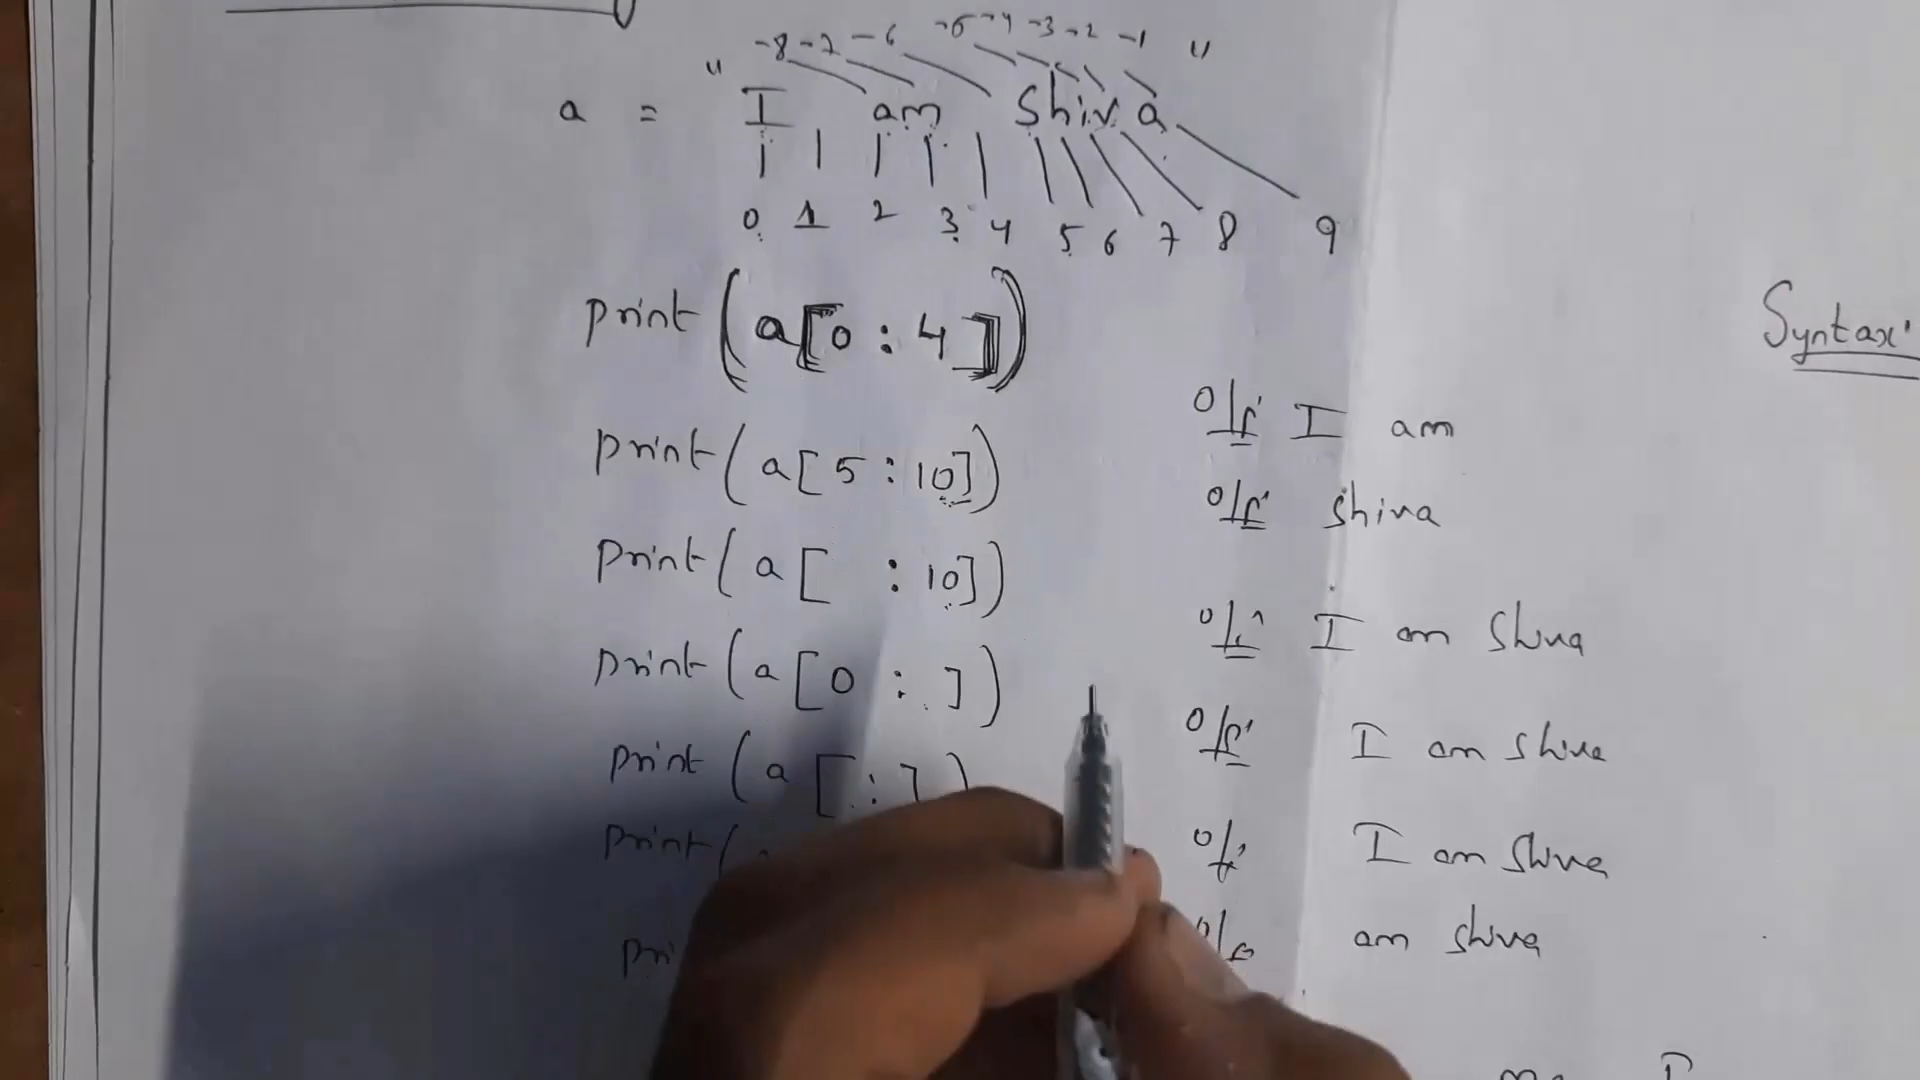 -8 -7 -6 -5 -4 -3 -2 -1
a = " I am Shiva "
0 1 2 3 4 5 6 7 8 9
print(a[0 : 4])
Syntax:
o/p: I am
print(a[5 : 10])
o/p: shiva
print(a[ : 10])
o/p: I am Shiva
print(a[0 : ])
o/p: I am shiva
print(a[ : ])
o/p: I am Shiva
print(a
o/p am shiva
pri